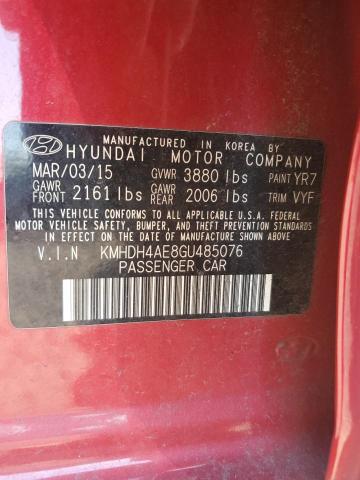 MANUFACTURED IN KOREA BY
HYUNDAI MOTOR COMPANY
MAR/03/15 GVWR 3880 lbs PAINT YR7
GAWR FRONT 2161 lbs GAWR REAR 2006 lbs TRIM VYF
THIS VEHICLE CONFORMS TO ALL APPLICABLE U.S.A. FEDERAL
MOTOR VEHICLE SAFETY, BUMPER, AND THEFT PREVENTION
STANDARDS IN EFFECT ON THE DATE OF MANUFACTURE SHOWN ABOVE.
V.I.N KMHDH4AE8GU485076
PASSENGER CAR